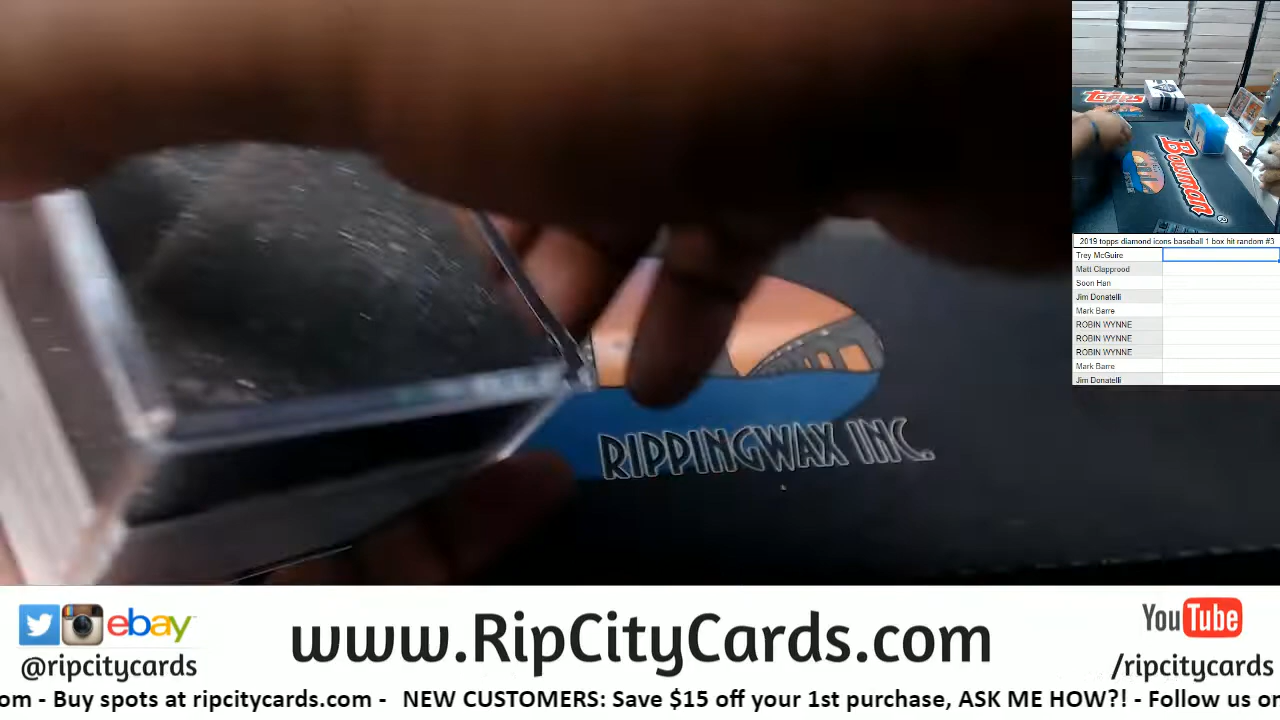 Topps
Bowman
2019 topps diamond icons baseball 1 box hit random #3
Trey McGuire
Matt Clapprood
Soon Han
Jim Donatelli
Mark Barre
ROBIN WYNNE
ROBIN WYNNE
ROBIN WYNNE
Mark Barre
Jim Donatelli
RIPPINGWAX INC.
ebay
@ripcitycards
www.RipCityCards.com
YouTube
/ripcitycards
om - Buy spots at ripcitycards.com - NEW CUSTOMERS: Save $15 off your 1st purchase, ASK ME HOW?! - Follow us on